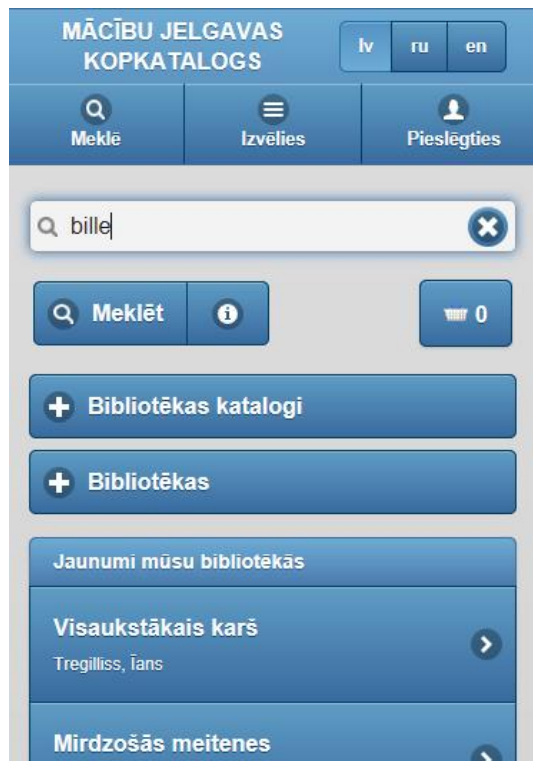 MĀCĪBU JELGAVAS
KOPKATALOGS
lv ru en
Meklē Izvēlies Pieslēgties
bille
Meklēt 0
Bibliotēkas katalogi
Bibliotēkas
Jaunumi mūsu bibliotēkās
Visaukstākais karš
Tregilliss, Īans
Mirdzošās meitenes